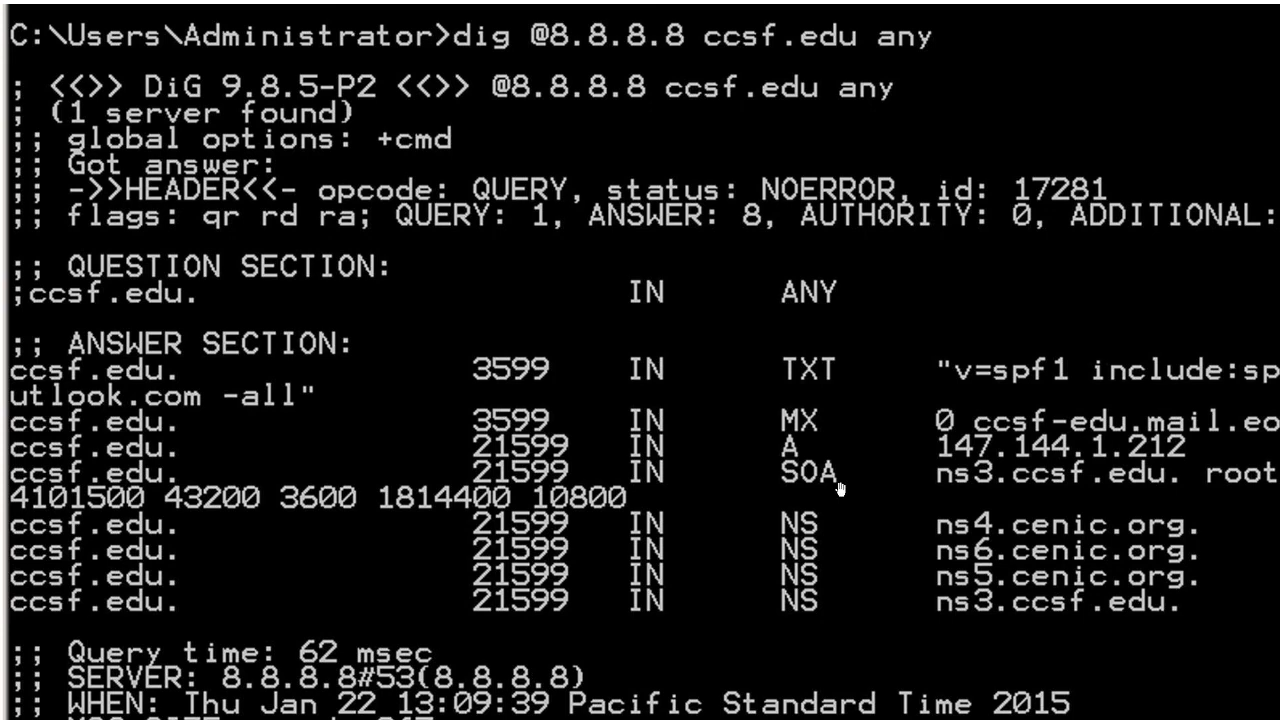 C:\Users\Administrator>dig @8.8.8.8 ccsf.edu any
; <<>> DiG 9.8.5-P2 <<>> @8.8.8.8 ccsf.edu any
; (1 server found)
;; global options: +cmd
;; Got answer:
;; ->>HEADER<<- opcode: QUERY, status: NOERROR, id: 17281
;; flags: qr rd ra; QUERY: 1, ANSWER: 8, AUTHORITY: 0, ADDITIONAL:
;; QUESTION SECTION:
;ccsf.edu. IN ANY
;; ANSWER SECTION:
ccsf.edu. 3599 IN TXT "v=spf1 include:sp
utlook.com -all"
ccsf.edu. 3599 IN MX 0 ccsf-edu.mail.eo
ccsf.edu. 21599 IN A 147.144.1.212
ccsf.edu. 21599 IN SOA ns3.ccsf.edu. root
4101500 43200 3600 1814400 10800
ccsf.edu. 21599 IN NS ns4.cenic.org.
ccsf.edu. 21599 IN NS ns6.cenic.org.
ccsf.edu. 21599 IN NS ns5.cenic.org.
ccsf.edu. 21599 IN NS ns3.ccsf.edu.
;; Query time: 62 msec
;; SERVER: 8.8.8.8#53(8.8.8.8)
;; WHEN: Thu Jan 22 13:09:39 Pacific Standard Time 2015